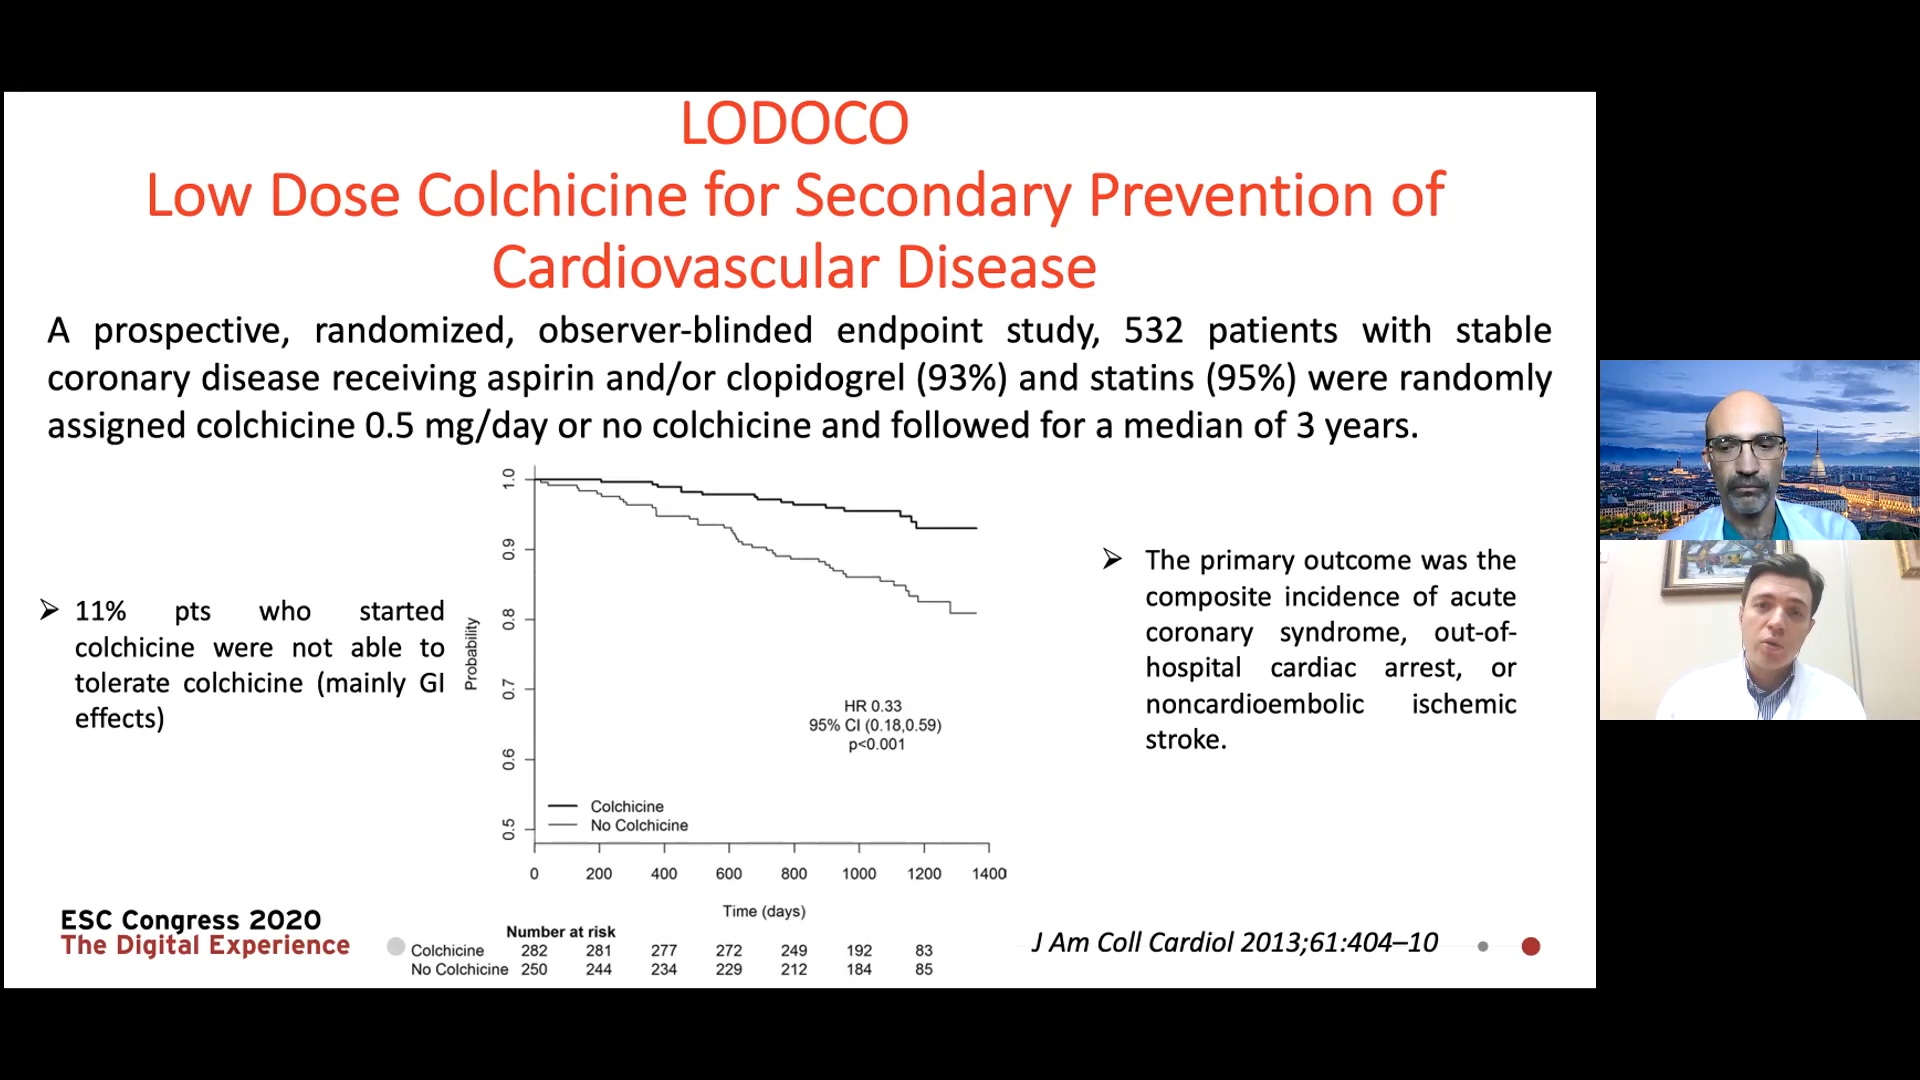 LODOCO
Low Dose Colchicine for Secondary Prevention of
Cardiovascular Disease
A prospective, randomized, observer-blinded endpoint study, 532 patients with stable
coronary disease receiving aspirin and/or clopidogrel (93%) and statins (95%) were randomly
assigned colchicine 0.5 mg/day or no colchicine and followed for a median of 3 years.
11% pts who started
colchicine were not able to
tolerate colchicine (mainly GI
effects)
Probability
1.0
0.9
0.8
0.7
0.6
0.5
HR 0.33
95% CI (0.18,0.59)
p<0.001
Colchicine
No Colchicine
0 200 400 600 800 1000 1200 1400
Time (days)
Number at risk
Colchicine 282 281 277 272 249 192 83
No Colchicine 250 244 234 229 212 184 85
The primary outcome was the
composite incidence of acute
coronary syndrome, out-of-
hospital cardiac arrest, or
noncardioembolic ischemic
stroke.
ESC Congress 2020
The Digital Experience
J Am Coll Cardiol 2013;61:404–10